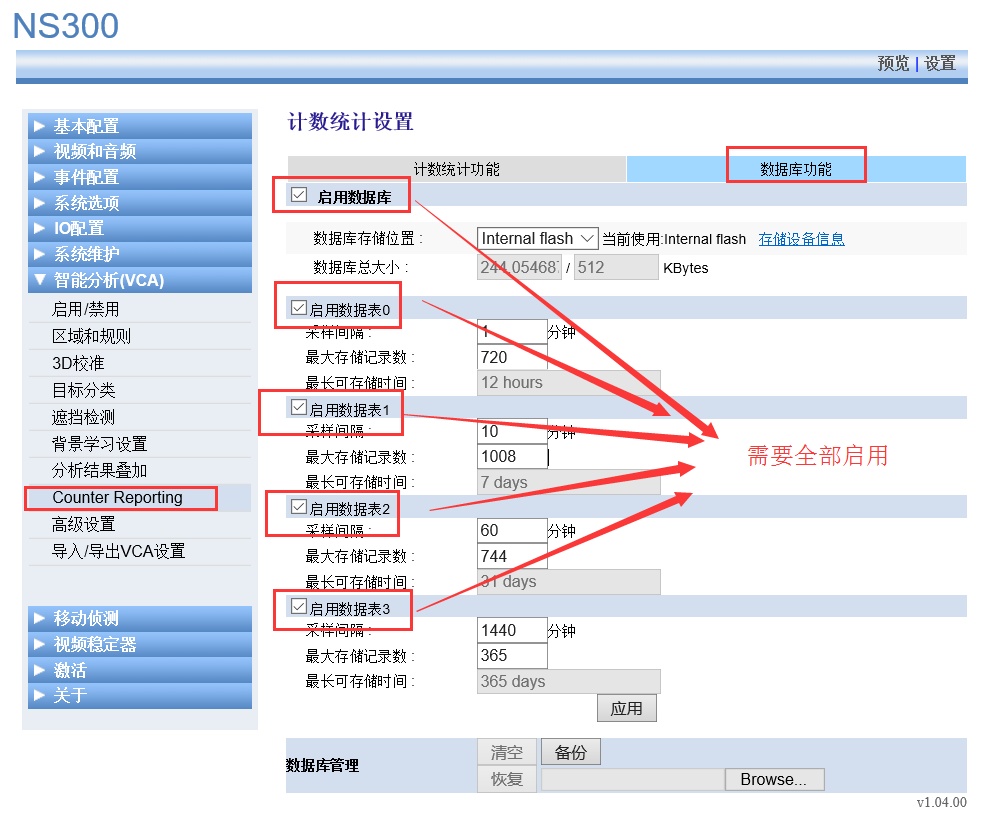 NS300
预览 | 设置
基本配置
视频和音频
事件配置
系统选项
IO配置
系统维护
智能分析(VCA)
启用/禁用
区域和规则
3D校准
目标分类
遮挡检测
背景学习设置
分析结果叠加
Counter Reporting
高级设置
导入/导出VCA设置
移动侦测
视频稳定器
激活
关于
计数统计设置
计数统计功能 数据库功能
启用数据库
数据库存储位置 : Internal flash 当前使用:Internal flash 存储设备信息
数据库总大小 : 244.05468 / 512 KBytes
启用数据表0
采样间隔 : 1 分钟
最大存储记录数 : 720
最长可存储时间 : 12 hours
启用数据表1
采样间隔 : 10 分钟
最大存储记录数 : 1008
最长可存储时间 : 7 days
需要全部启用
启用数据表2
采样间隔 : 60 分钟
最大存储记录数 : 744
最长可存储时间 : 31 days
启用数据表3
采样间隔 : 1440 分钟
最大存储记录数 : 365
最长可存储时间 : 365 days
应用
数据库管理
清空 备份
恢复 Browse...
v1.04.00